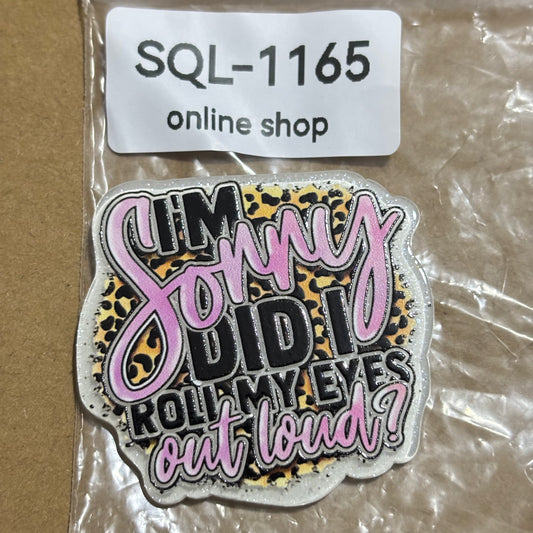 SQL-1165
online shop
I'M
Sorry
DID I
ROLL MY EYES
out loud?